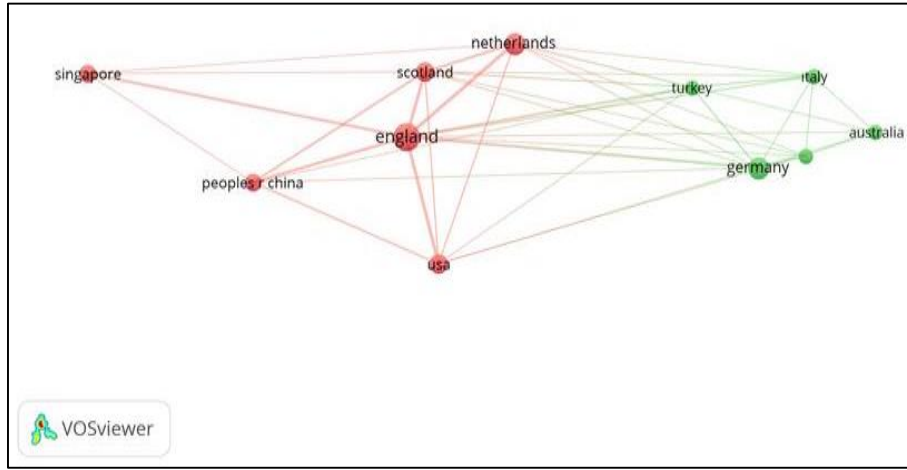 netherlands
singapore
scotland
italy
turkey
australia
england
germany
peoples r china
usa
VOSviewer